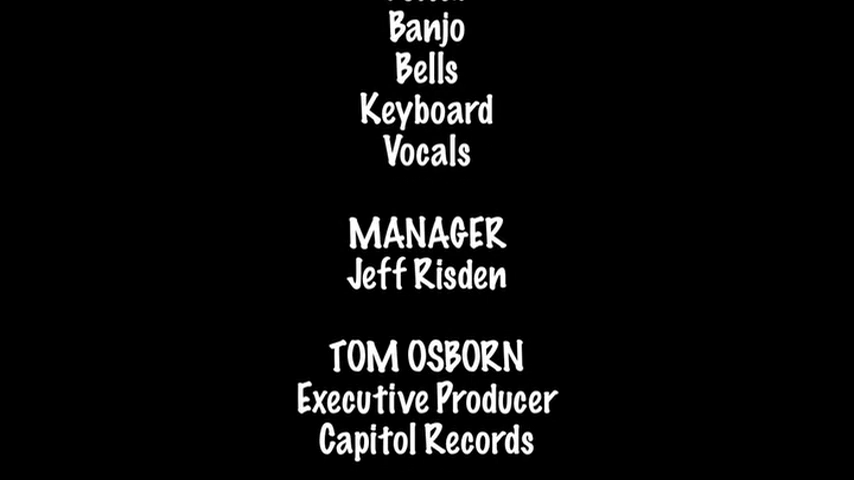 Banjo
Bells
Keyboard
Vocals
MANAGER
Jeff Risden
TOM OSBORN
Executive Producer
Capitol Records